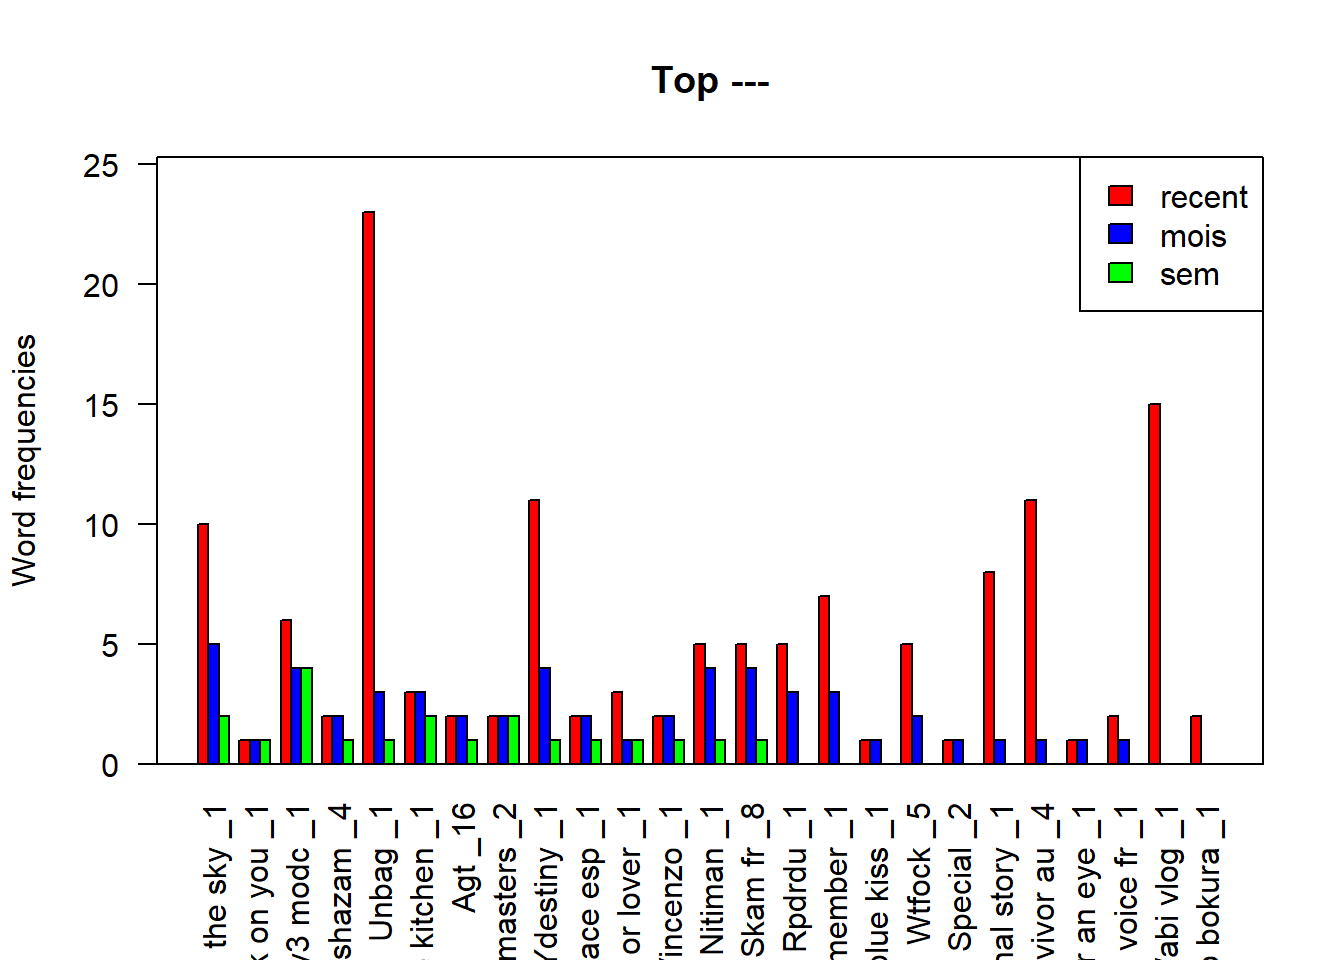 Top ---
Word frequencies
25
20
15
10
5
0
recent
mois
sem
the sky _1
on you _1
modc _1
shazam _4
Unbag _1
kitchen _1
Agt _16
masters _2
Ydestiny _1
ace esp _1
or lover _1
Vincenzo _1
Nitiman _1
Skam fr _8
Rpdrdu _1
member _1
blue kiss _1
Wtfock _5
Special _2
nal story _1
vivor au _4
r an eye _1
voice fr _1
abi vlog _1
bokura _1